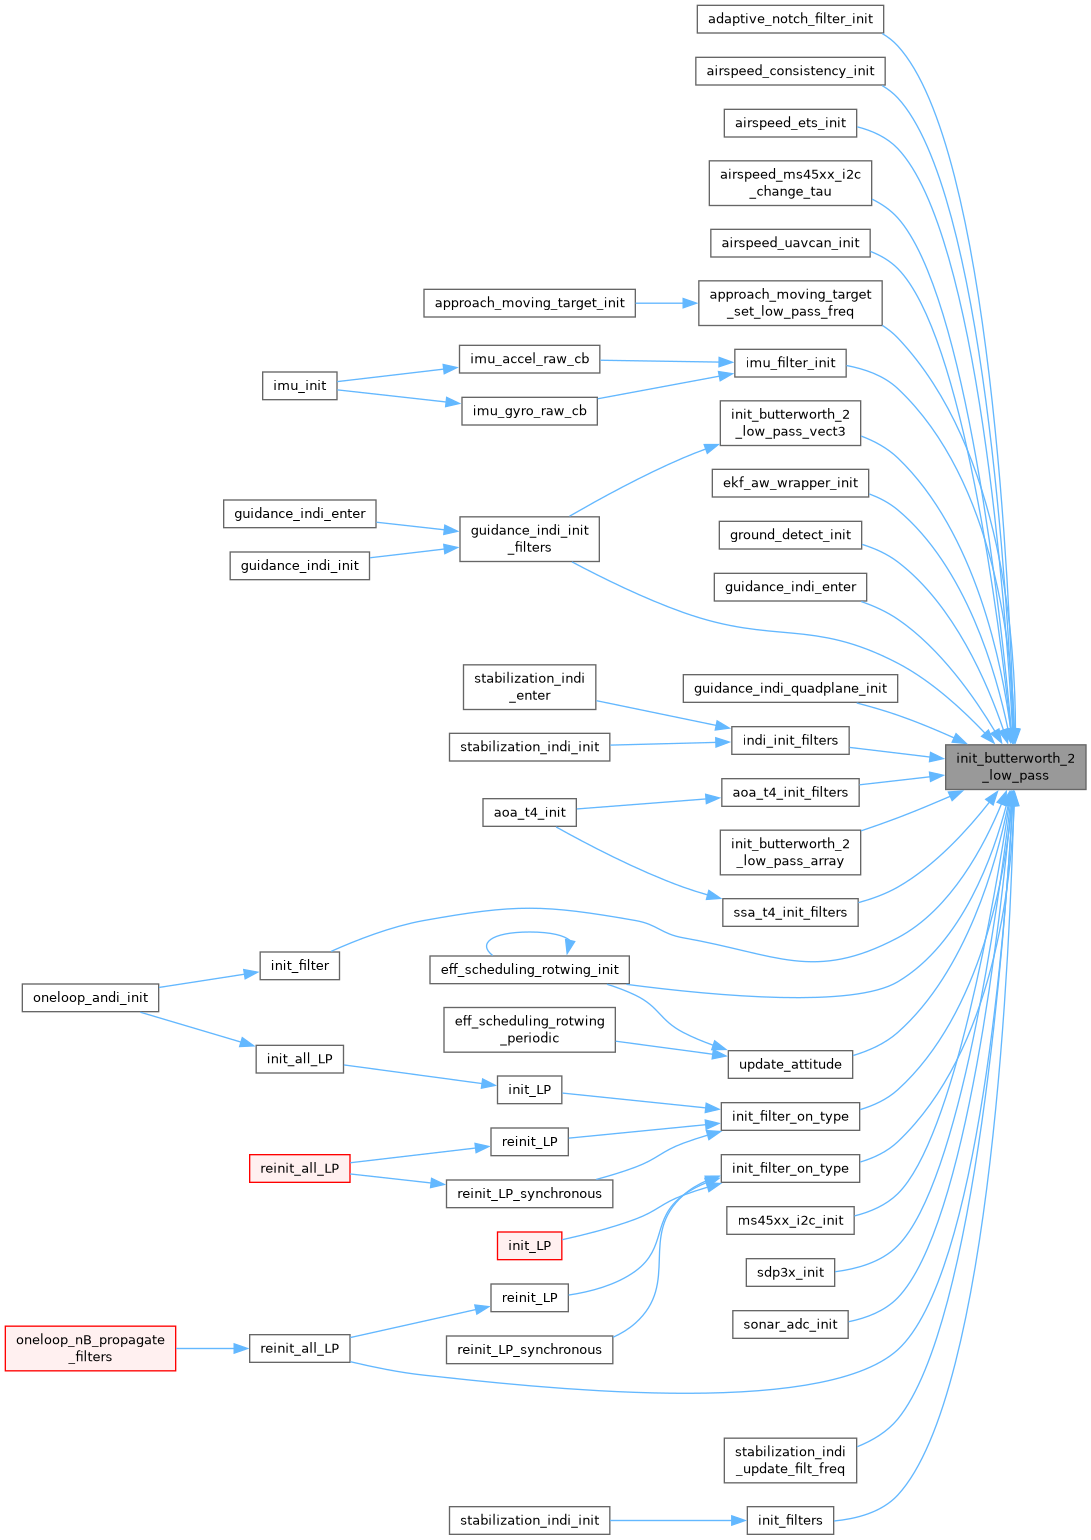 adaptive_notch_filter_init
airspeed_consistency_init
airspeed_ets_init
airspeed_ms45xx_i2c
_change_tau
airspeed_uavcan_init
approach_moving_target
_set_low_pass_freq
approach_moving_target_init
imu_filter_init
imu_accel_raw_cb
imu_init
imu_gyro_raw_cb
init_butterworth_2
_low_pass_vect3
ekf_aw_wrapper_init
guidance_indi_enter
guidance_indi_init
_filters
ground_detect_init
guidance_indi_init
guidance_indi_enter
stabilization_indi
_enter
guidance_indi_quadplane_init
stabilization_indi_init
indi_init_filters
init_butterworth_2
_low_pass
aoa_t4_init_filters
aoa_t4_init
init_butterworth_2
_low_pass_array
ssa_t4_init_filters
init_filter
eff_scheduling_rotwing_init
oneloop_andi_init
eff_scheduling_rotwing
_periodic
init_all_LP
update_attitude
init_LP
init_filter_on_type
reinit_LP
reinit_all_LP
init_filter_on_type
reinit_LP_synchronous
ms45xx_i2c_init
init_LP
sdp3x_init
reinit_LP
sonar_adc_init
oneloop_nB_propagate
_filters
reinit_all_LP
reinit_LP_synchronous
stabilization_indi
_update_filt_freq
stabilization_indi_init
init_filters